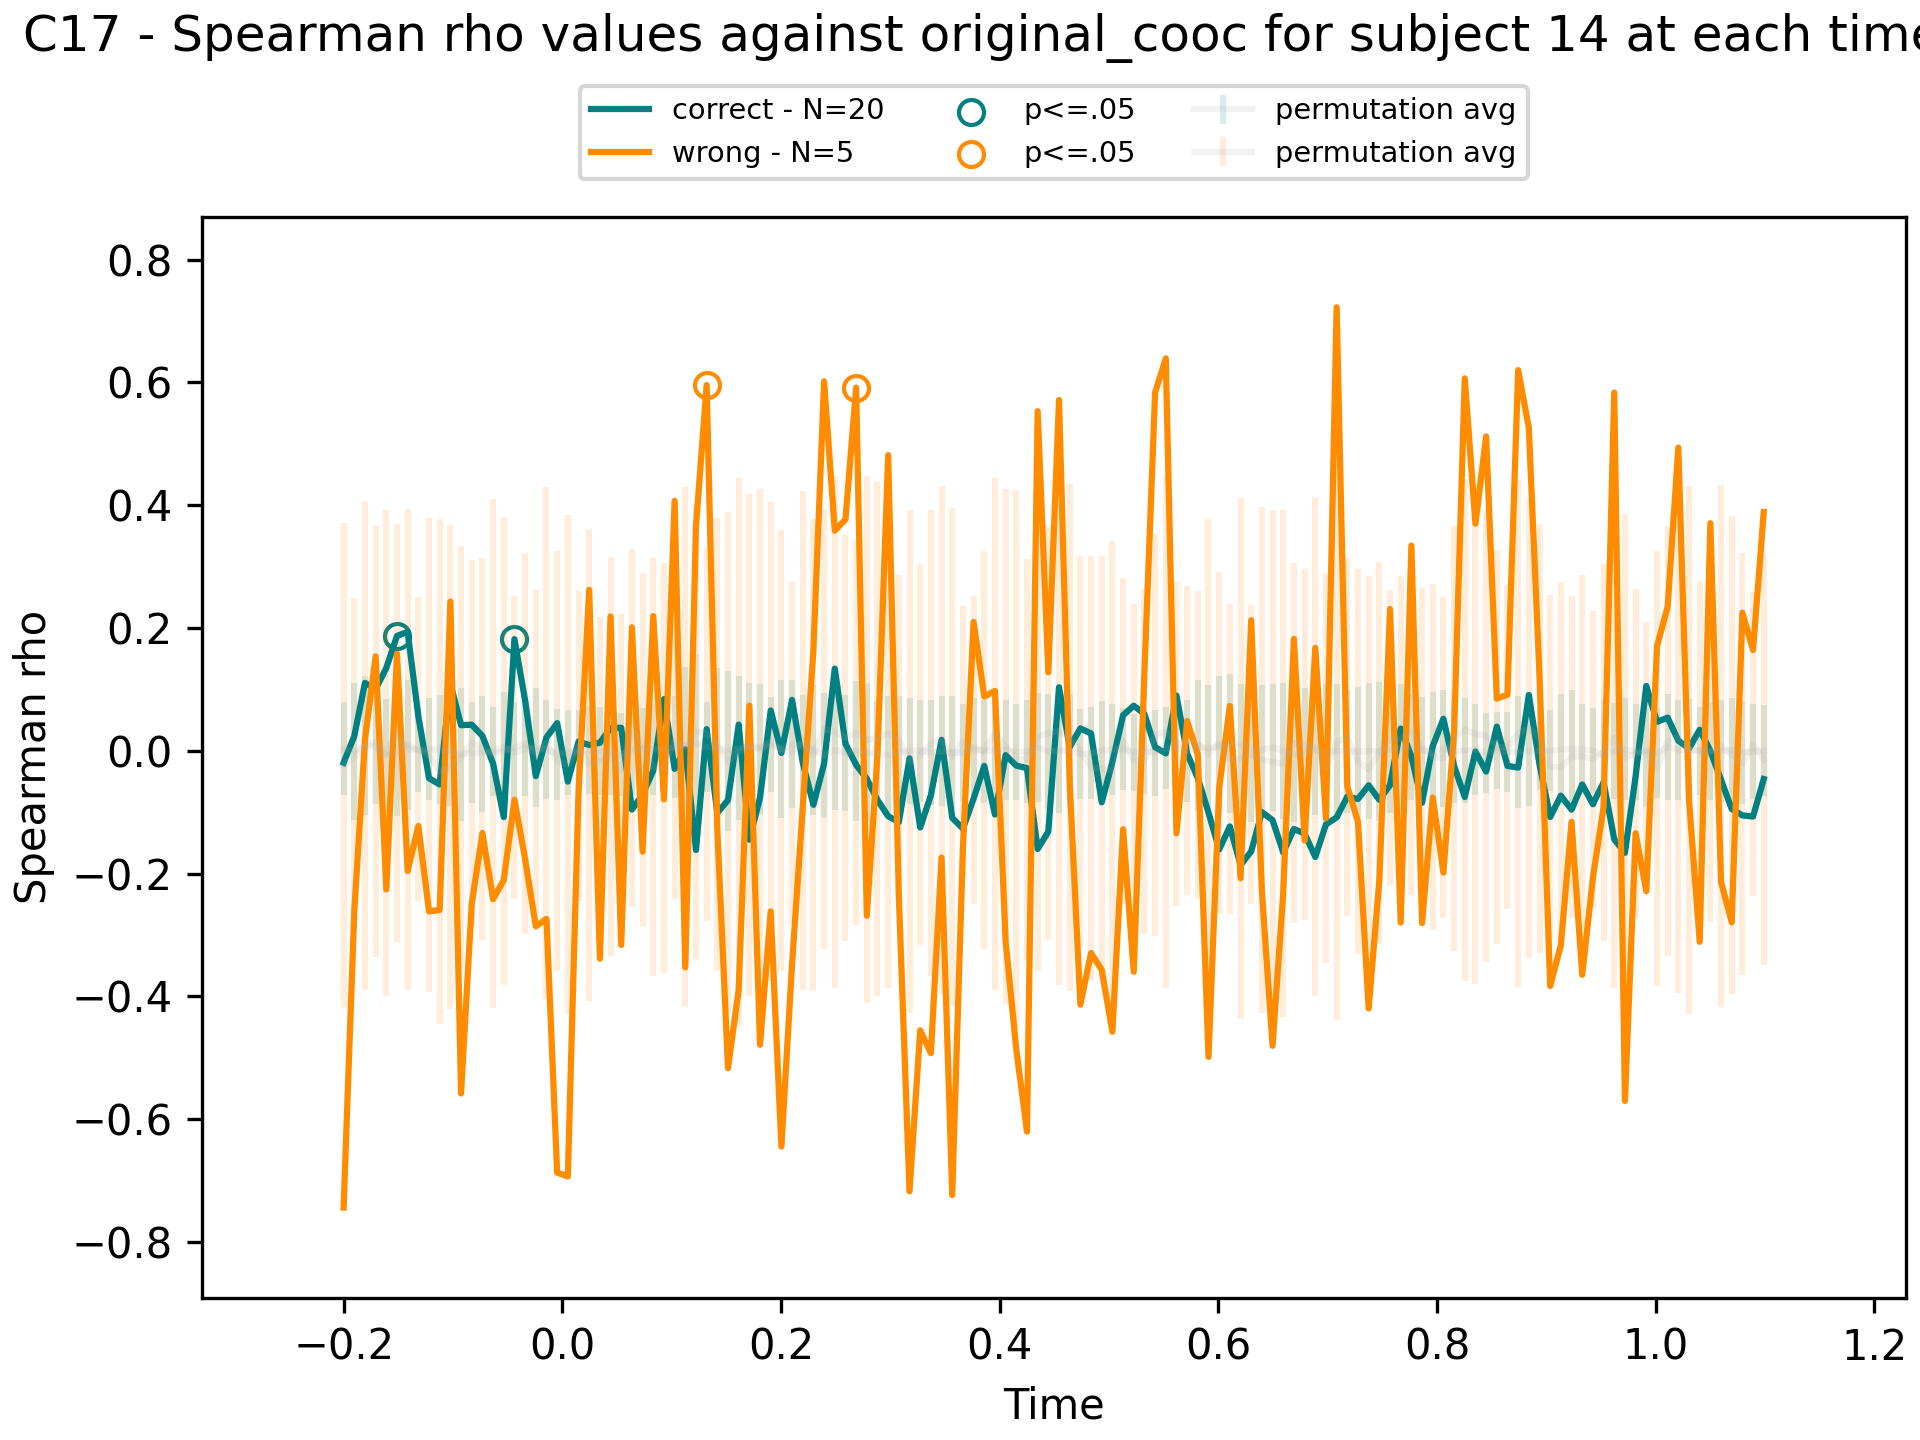 C17 - Spearman rho values against original_cooc for subject 14 at each time
correct - N=20
wrong - N=5
p<=.05
p<=.05
permutation avg
permutation avg
0.8
0.6
0.4
0.2
0.0
−0.2
−0.4
−0.6
−0.8
Spearman rho
−0.2 0.0 0.2 0.4 0.6 0.8 1.0 1.2
Time